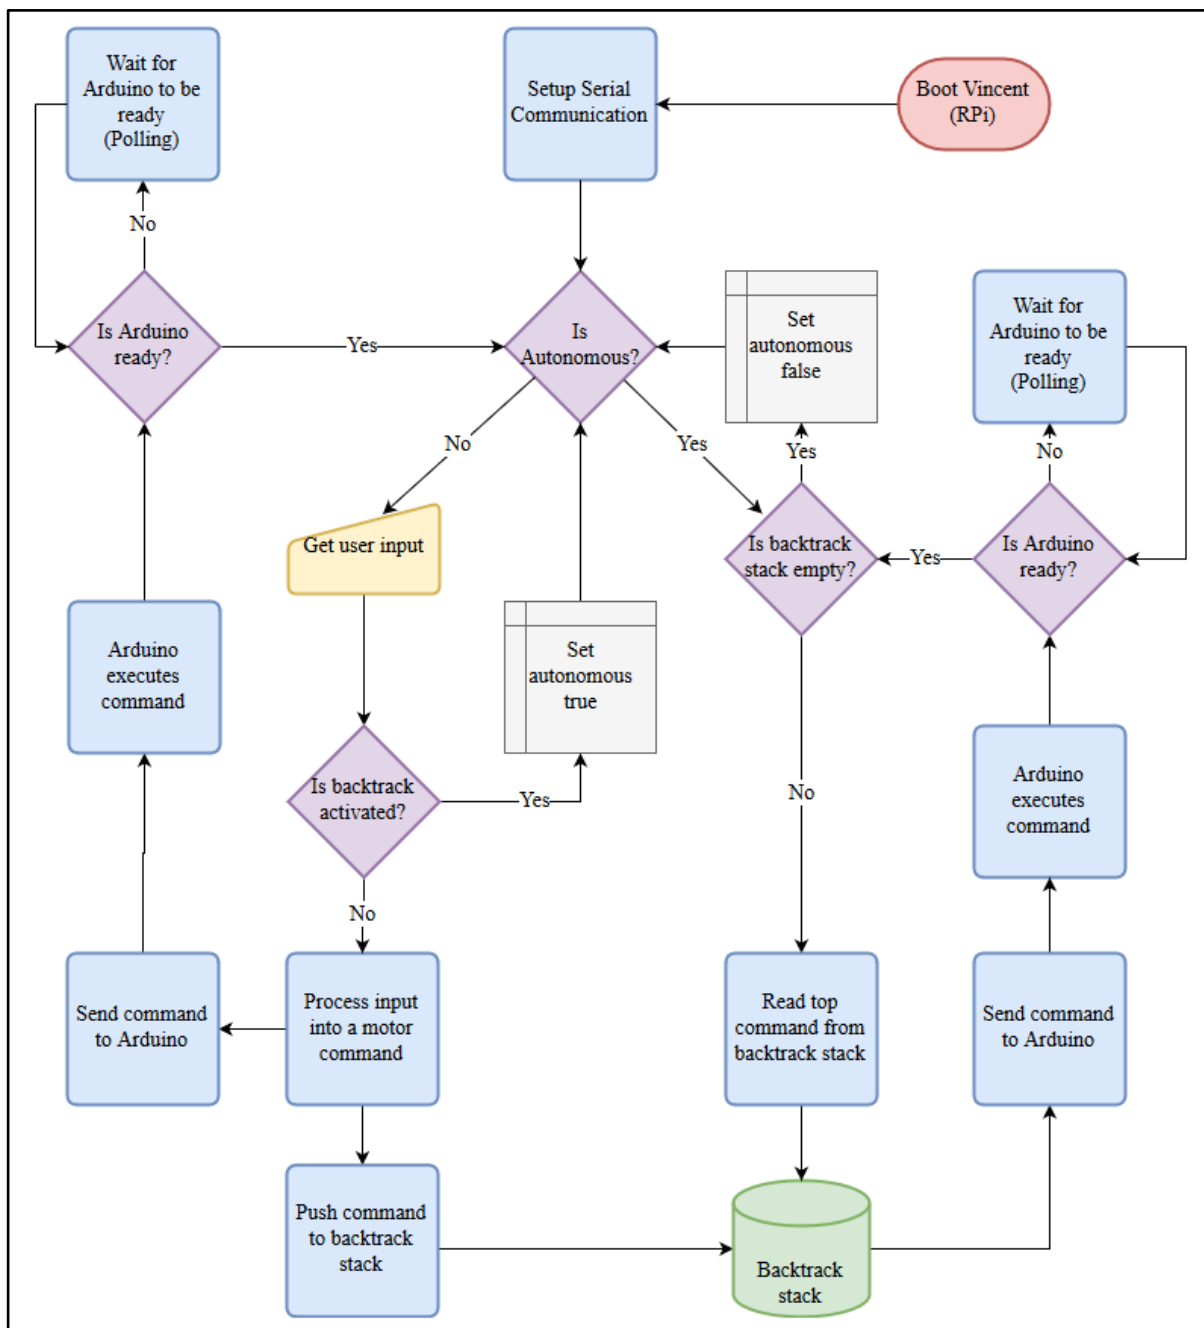 Wait for
Arduino to be
ready
(Polling)
Setup Serial
Communication
Boot Vincent
(RPi)
No
Is Arduino
ready?
Yes
Is
Autonomous?
Set
autonomous
false
Wait for
Arduino to be
ready
(Polling)
No
Yes
Yes
No
Get user input
Is backtrack
stack empty?
Yes
Is Arduino
ready?
Arduino
executes
command
Set
autonomous
true
Is backtrack
activated?
Yes
No
Arduino
executes
command
No
Send command
to Arduino
Process input
into a motor
command
Read top
command from
backtrack stack
Send command
to Arduino
Push command
to backtrack
stack
Backtrack
stack